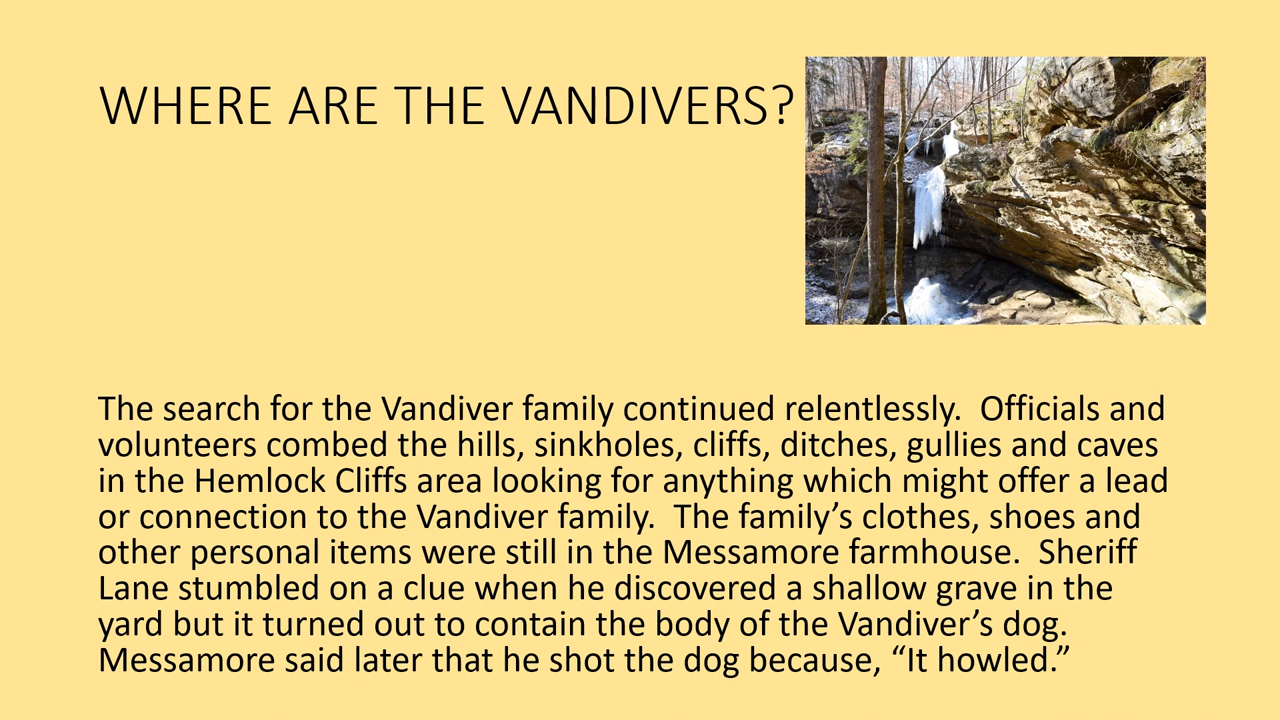 WHERE ARE THE VANDIVERS?
The search for the Vandiver family continued relentlessly.  Officials and
volunteers combed the hills, sinkholes, cliffs, ditches, gullies and caves
in the Hemlock Cliffs area looking for anything which might offer a lead
or connection to the Vandiver family.  The family’s clothes, shoes and
other personal items were still in the Messamore farmhouse.  Sheriff
Lane stumbled on a clue when he discovered a shallow grave in the
yard but it turned out to contain the body of the Vandiver’s dog.
Messamore said later that he shot the dog because, “It howled.”